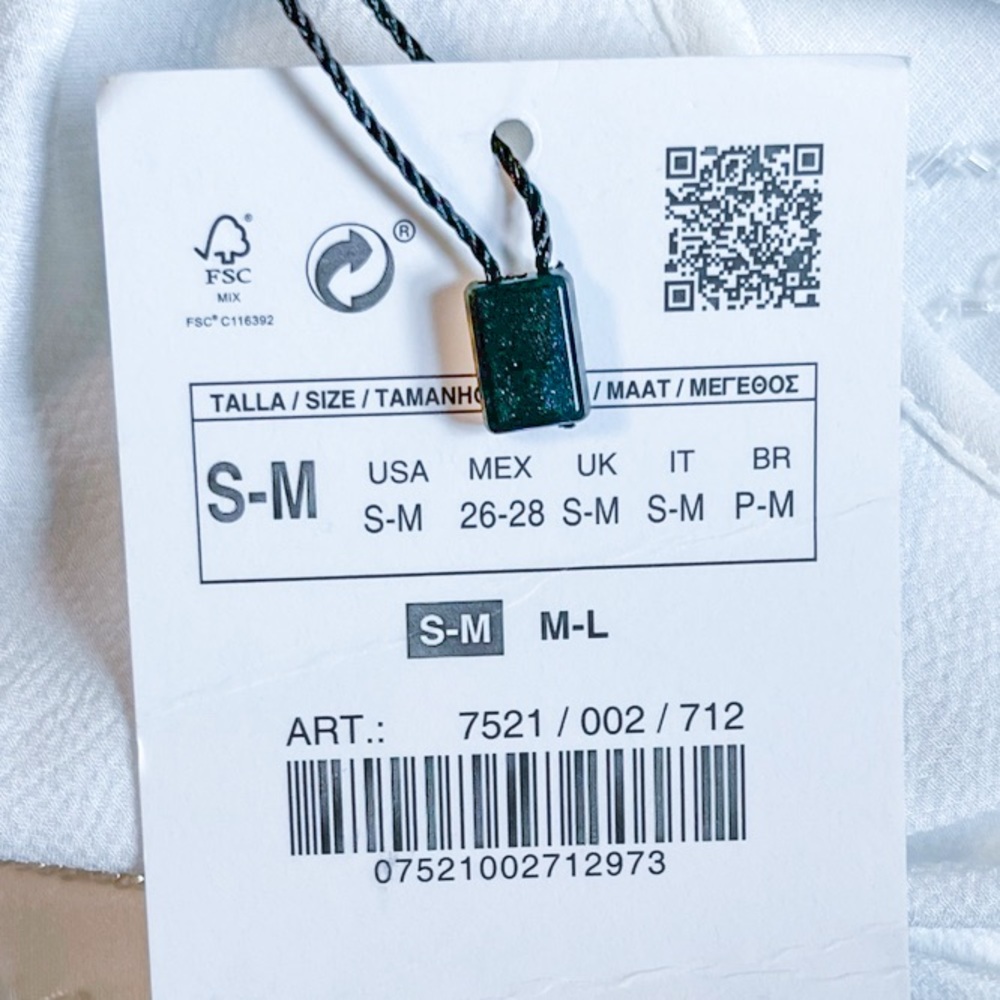 ®
FSC
MIX
FSC® C116392
®
TALLA / SIZE / TAMANHO / MAAT / ΜΕΓΕΘΟΣ
S-M
USA MEX UK IT BR
S-M 26-28 S-M S-M P-M
S-M M-L
ART.: 7521 / 002 / 712
07521002712973